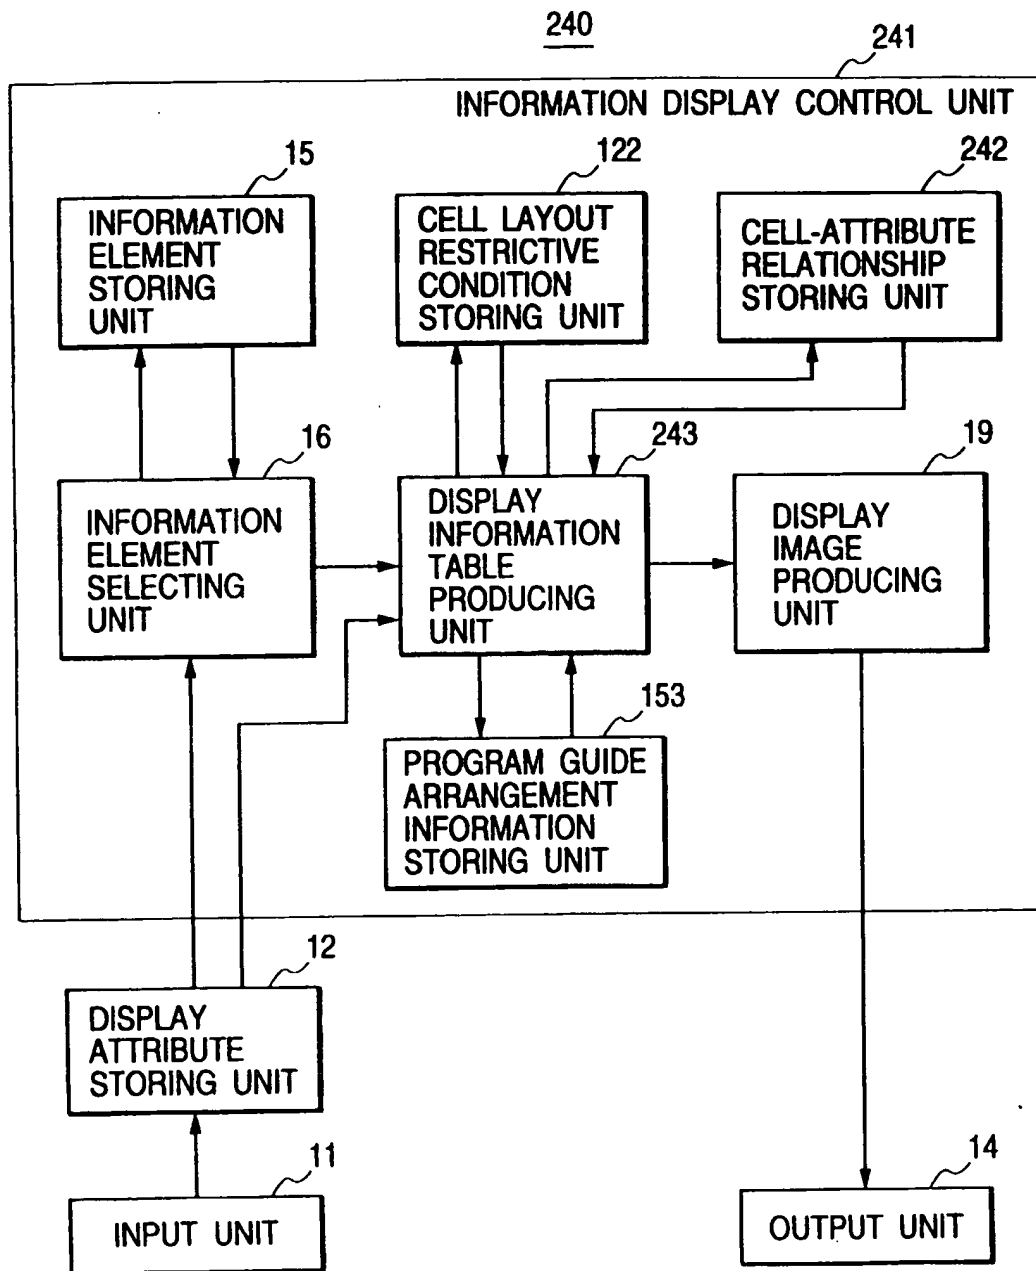 240
241
INFORMATION DISPLAY CONTROL UNIT
15
INFORMATION
ELEMENT
STORING
UNIT
122
CELL LAYOUT
RESTRICTIVE
CONDITION
STORING UNIT
242
CELL-ATTRIBUTE
RELATIONSHIP
STORING UNIT
16
INFORMATION
ELEMENT
SELECTING
UNIT
243
DISPLAY
INFORMATION
TABLE
PRODUCING
UNIT
19
DISPLAY
IMAGE
PRODUCING
UNIT
153
PROGRAM GUIDE
ARRANGEMENT
INFORMATION
STORING UNIT
12
DISPLAY
ATTRIBUTE
STORING UNIT
11
INPUT UNIT
14
OUTPUT UNIT